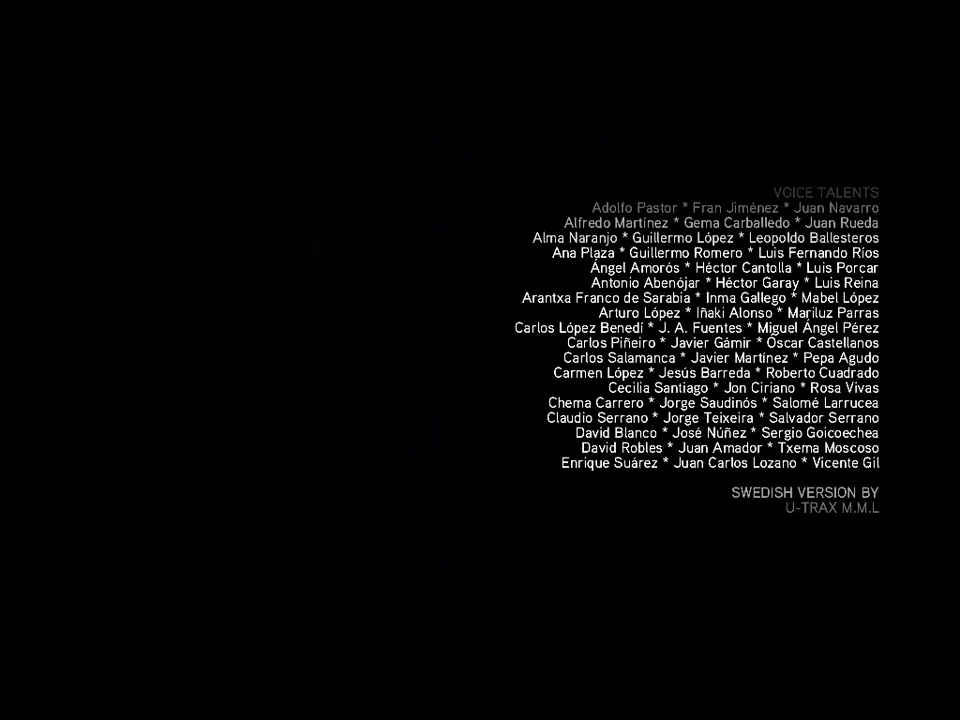 VOICE TALENTS
Adolfo Pastor * Fran Jiménez * Juan Navarro
Alfredo Martínez * Gema Carballedo * Juan Rueda
Alma Naranjo * Guillermo López * Leopoldo Ballesteros
Ana Plaza * Guillermo Romero * Luis Fernando Ríos
Ángel Amorós * Héctor Cantolla * Luis Porcar
Antonio Abenójar * Héctor Garay * Luis Reina
Arantxa Franco de Sarabia * Inma Gallego * Mabel López
Arturo López * Iñaki Alonso * Mariluz Parras
Carlos López Benedí * J. A. Fuentes * Miguel Ángel Pérez
Carlos Piñeiro * Javier Gámir * Óscar Castellanos
Carlos Salamanca * Javier Martínez * Pepa Agudo
Carmen López * Jesús Barreda * Roberto Cuadrado
Cecilia Santiago * Jon Ciriano * Rosa Vivas
Chema Carrero * Jorge Saudinós * Salomé Larrucea
Claudio Serrano * Jorge Teixeira * Salvador Serrano
David Blanco * José Núñez * Sergio Goicoechea
David Robles * Juan Amador * Txema Moscoso
Enrique Suárez * Juan Carlos Lozano * Vicente Gil
SWEDISH VERSION BY
U-TRAX M.M.L